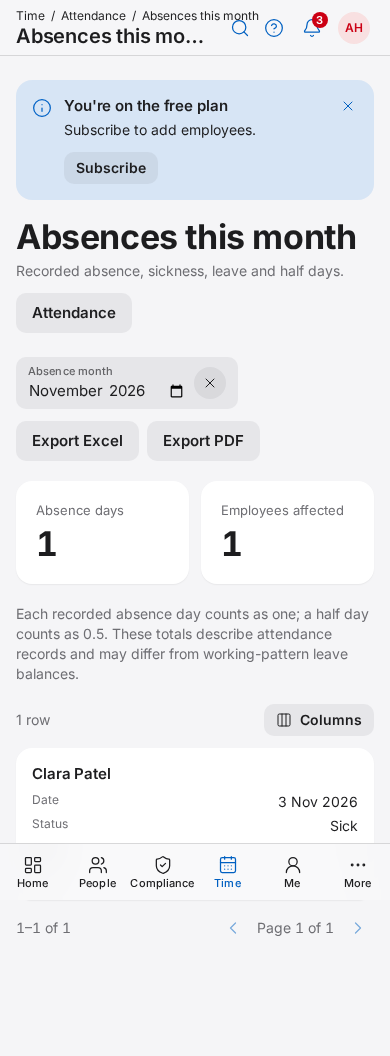 Time / Attendance / Absences this month
Absences this mo...
3
AH
You're on the free plan
Subscribe to add employees.
Subscribe
Absences this month
Recorded absence, sickness, leave and half days.
Attendance
Absence month
November 2026
Export Excel
Export PDF
Absence days
1
Employees affected
1
Each recorded absence day counts as one; a half day
counts as 0.5. These totals describe attendance
records and may differ from working-pattern leave
balances.
1 row
Columns
Clara Patel
Date
3 Nov 2026
Status
Sick
Home
People
Compliance
Time
Me
More
1–1 of 1
Page 1 of 1